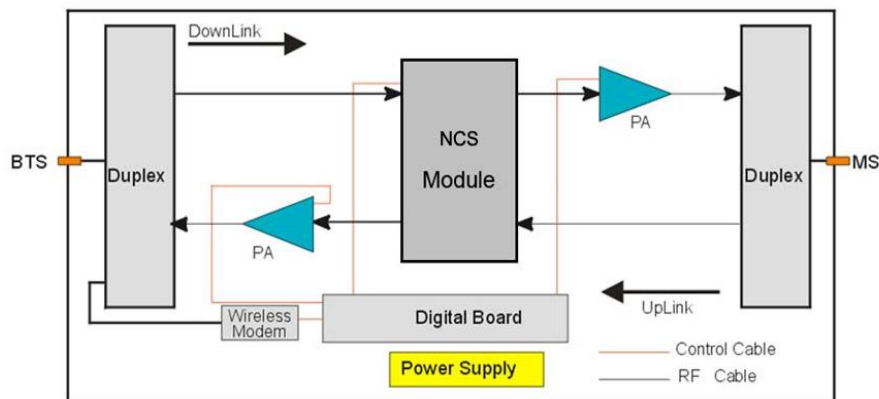 DownLink
BTS
Duplex
NCS
Module
PA
Duplex
MS
PA
UpLink
Wireless
Modem
Digital Board
Power Supply
Control Cable
RF Cable